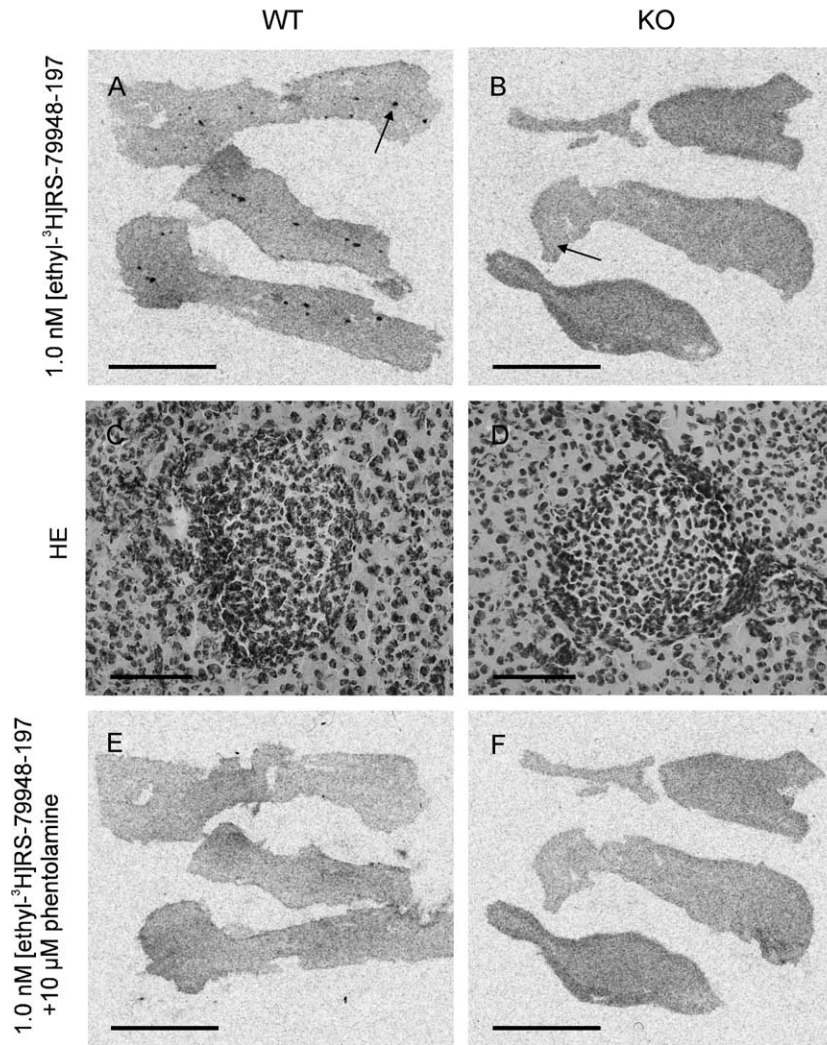 WT
KO
1.0 nM [ethyl-³H]RS-79948-197
A
B
HE
C
D
1.0 nM [ethyl-³H]RS-79948-197
+10 µM phentolamine
E
F